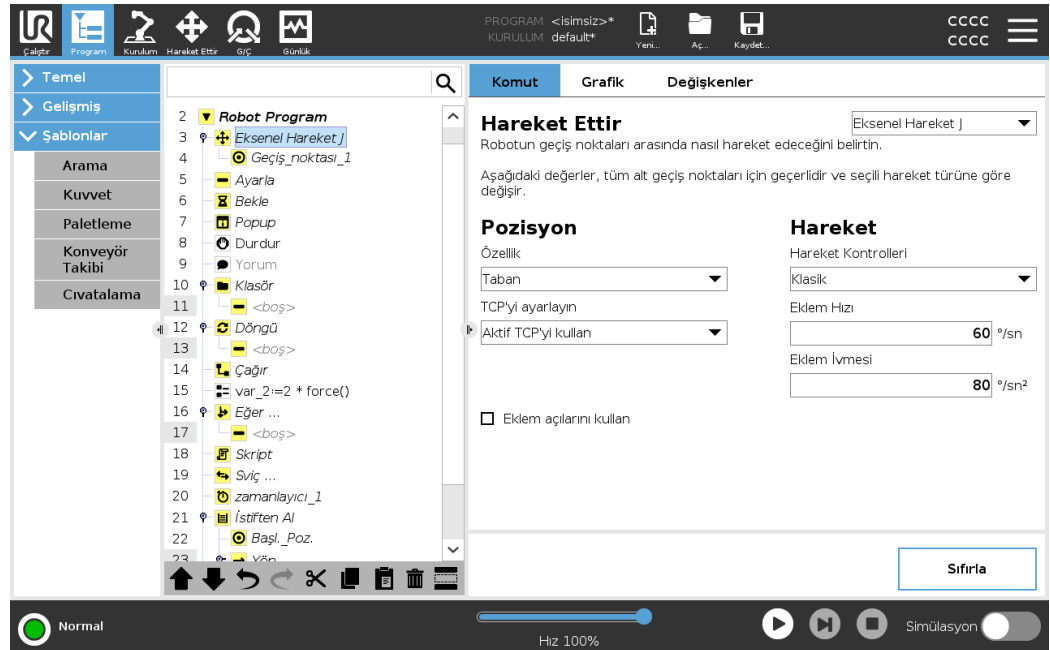 PROGRAM <isimsiz>*
KURULUM default*
Çalıştır
Program
Kurulum
Hareket Ettir
G/Ç
Günlük
Yeni...
Aç...
Kaydet...
CCCC
CCCC
Temel
Gelişmiş
Şablonlar
Arama
Kuvvet
Paletleme
Konveyör
Takibi
Cıvatalama
2 Robot Program
3 Eksenel Hareket J
4 Geçiş_noktası_1
5 Ayarla
6 Bekle
7 Popup
8 Durdur
9 Yorum
10 Klasör
11 <boş>
12 Döngü
13 <boş>
14 Çağır
15 var_2:=2 * force()
16 Eğer ...
17 <boş>
18 Skript
19 Sviç ...
20 zamanlayıcı_1
21 İstiften Al
22 Başl._Poz.
23 Yön
Komut
Grafik
Değişkenler
Hareket Ettir
Eksenel Hareket J
Robotun geçiş noktaları arasında nasıl hareket edeceğini belirtin.
Aşağıdaki değerler, tüm alt geçiş noktaları için geçerlidir ve seçili hareket türüne göre
değişir.
Pozisyon
Özellik
Taban
TCP'yi ayarlayın
Aktif TCP'yi kullan
Eklem açılarını kullan
Hareket
Hareket Kontrolleri
Klasik
Eklem Hızı
60 °/sn
Eklem İvmesi
80 °/sn²
Sıfırla
Normal
Hız 100%
Simülasyon